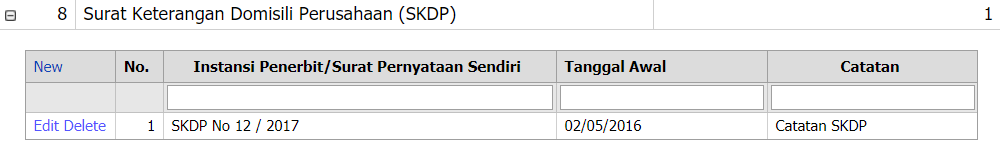 8 Surat Keterangan Domisili Perusahaan (SKDP) 1
New No. Instansi Penerbit/Surat Pernyataan Sendiri Tanggal Awal Catatan
Edit Delete 1 SKDP No 12 / 2017 02/05/2016 Catatan SKDP